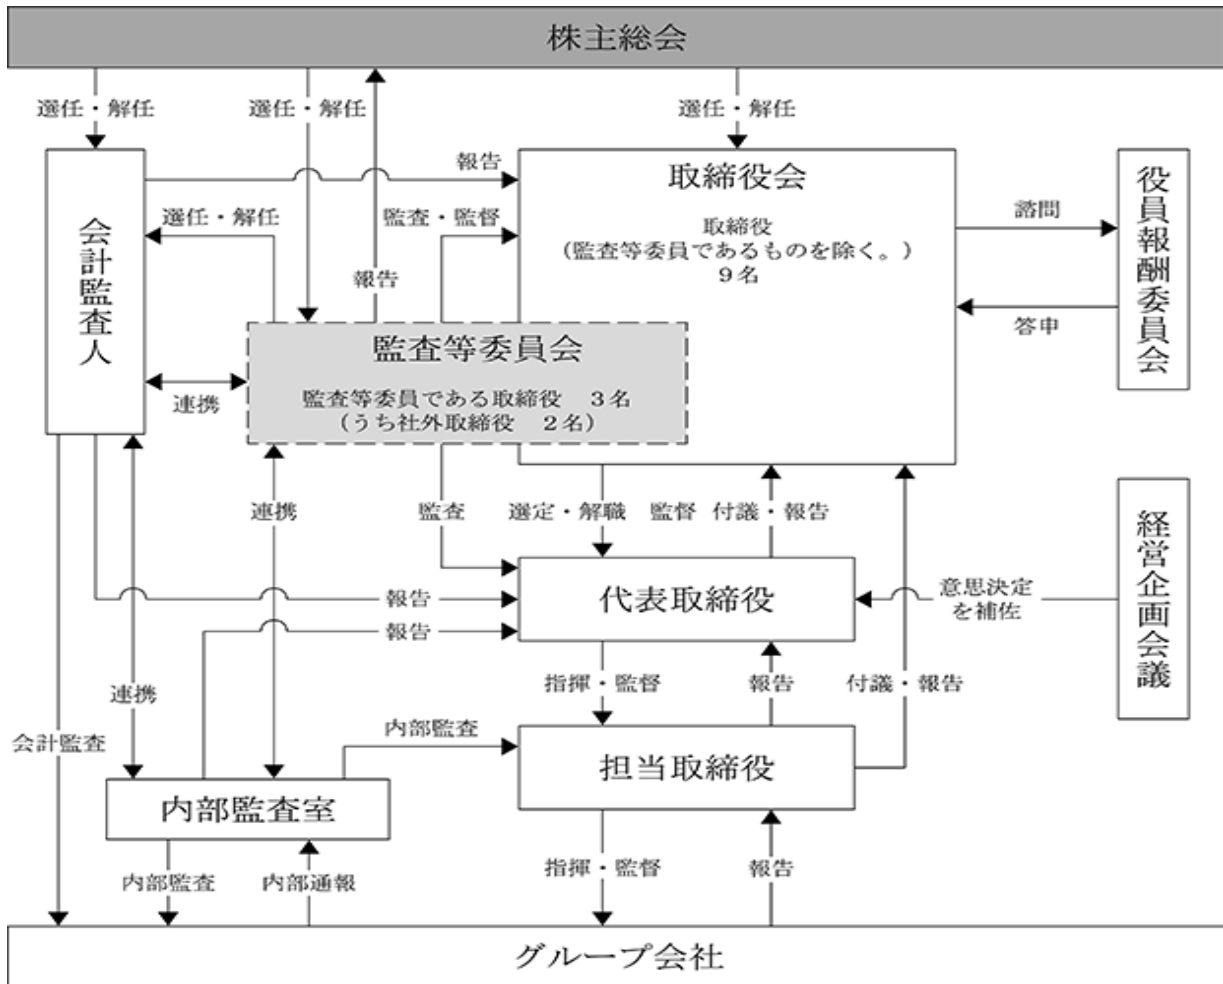 株主総会
選任・解任
選任・解任
選任・解任
報告
取締役会
役員報酬委員会
会計監査人
選任・解任
監査・監督
取締役
(監査等委員であるものを除く。)
9名
諮問
報告
答申
監査等委員会
監査等委員である取締役 3名
(うち社外取締役 2名)
連携
連携
監査
選定・解職
監督
付議・報告
経営企画会議
代表取締役
意思決定
を補佐
報告
報告
連携
指揮・監督
報告
付議・報告
会計監査
内部監査
担当取締役
内部監査室
内部監査
内部通報
指揮・監督
報告
グループ会社